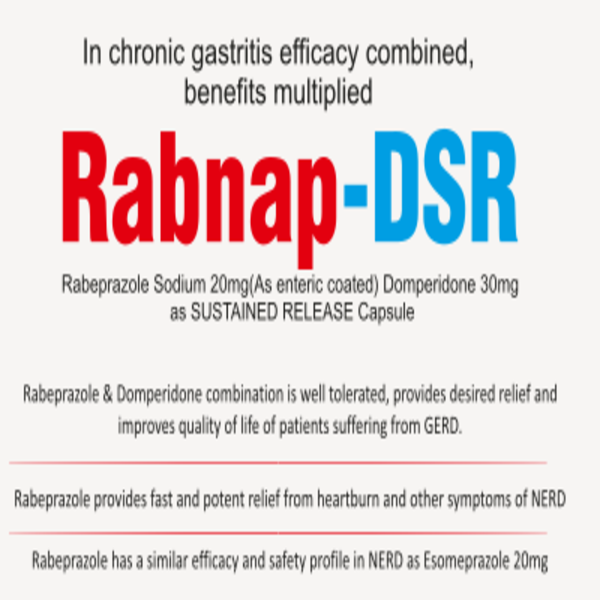 In chronic gastritis efficacy combined,
benefits multiplied
Rabnap-DSR
Rabeprazole Sodium 20mg(As enteric coated) Domperidone 30mg
as SUSTAINED RELEASE Capsule
Rabeprazole & Domperidone combination is well tolerated, provides desired relief and
improves quality of life of patients suffering from GERD.
Rabeprazole provides fast and potent relief from heartburn and other symptoms of NERD
Rabeprazole has a similar efficacy and safety profile in NERD as Esomeprazole 20mg